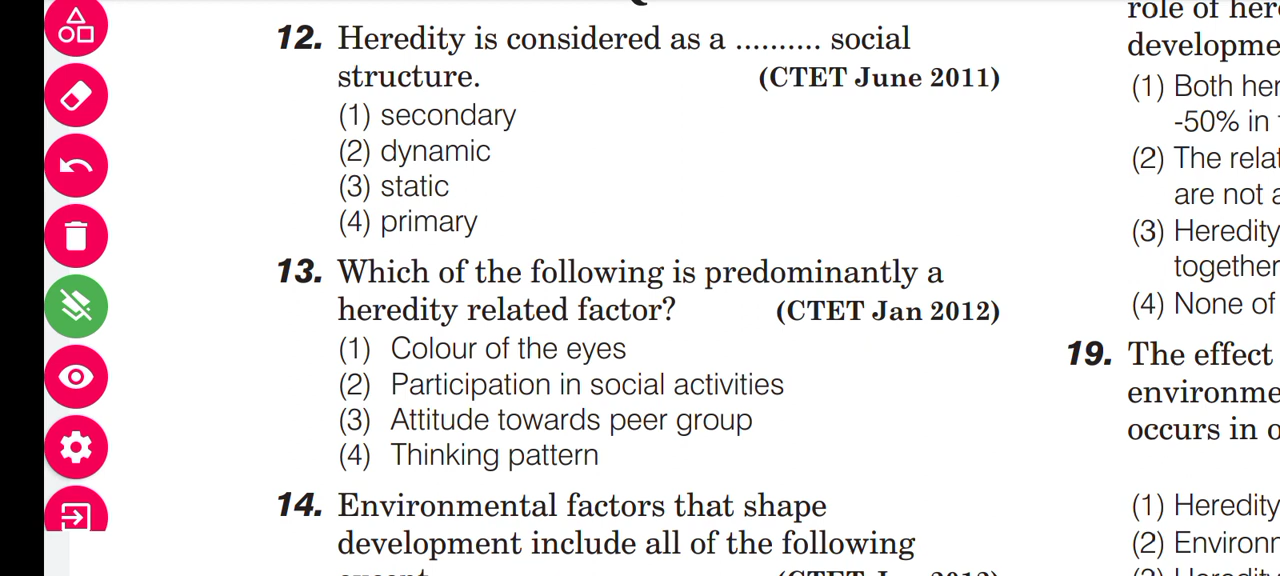 12. Heredity is considered as a .......... social
structure. (CTET June 2011)
(1) secondary
(2) dynamic
(3) static
(4) primary
13. Which of the following is predominantly a
heredity related factor? (CTET Jan 2012)
(1) Colour of the eyes
(2) Participation in social activities
(3) Attitude towards peer group
(4) Thinking pattern
14. Environmental factors that shape
development include all of the following
role of her
developme
(1) Both her
-50% in
(2) The relat
are not a
(3) Heredity
together
(4) None of
19. The effect
environme
occurs in o
(1) Heredity
(2) Environr